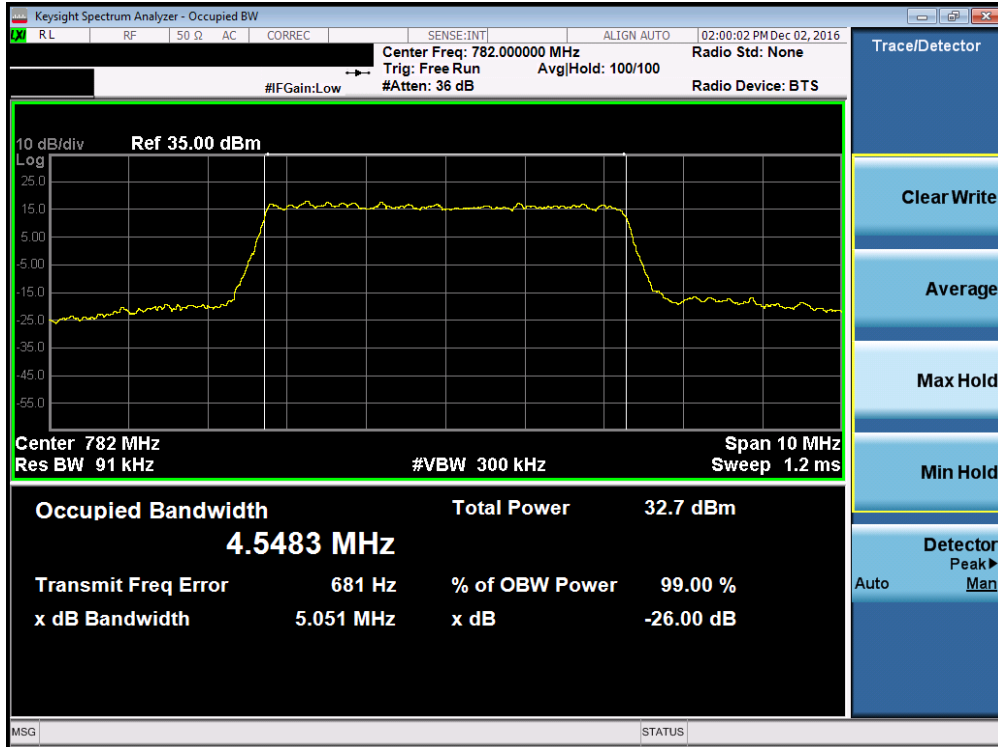 Keysight Spectrum Analyzer - Occupied BW
LXI RL RF 50 Ω AC CORREC SENSE:INT ALIGN AUTO 02:00:02 PM Dec 02, 2016
Center Freq: 782.000000 MHz Radio Std: None
Trig: Free Run Avg|Hold: 100/100
#IFGain:Low #Atten: 36 dB Radio Device: BTS
Trace/Detector
10 dB/div Ref 35.00 dBm
Log
25.0
15.0
5.00
-5.00
-15.0
-25.0
-35.0
-45.0
-55.0
Center 782 MHz Span 10 MHz
Res BW 91 kHz #VBW 300 kHz Sweep 1.2 ms
Occupied Bandwidth Total Power 32.7 dBm
4.5483 MHz
Transmit Freq Error 681 Hz % of OBW Power 99.00 %
x dB Bandwidth 5.051 MHz x dB -26.00 dB
Clear Write
Average
Max Hold
Min Hold
Detector
Peak▶
Auto Man
MSG STATUS